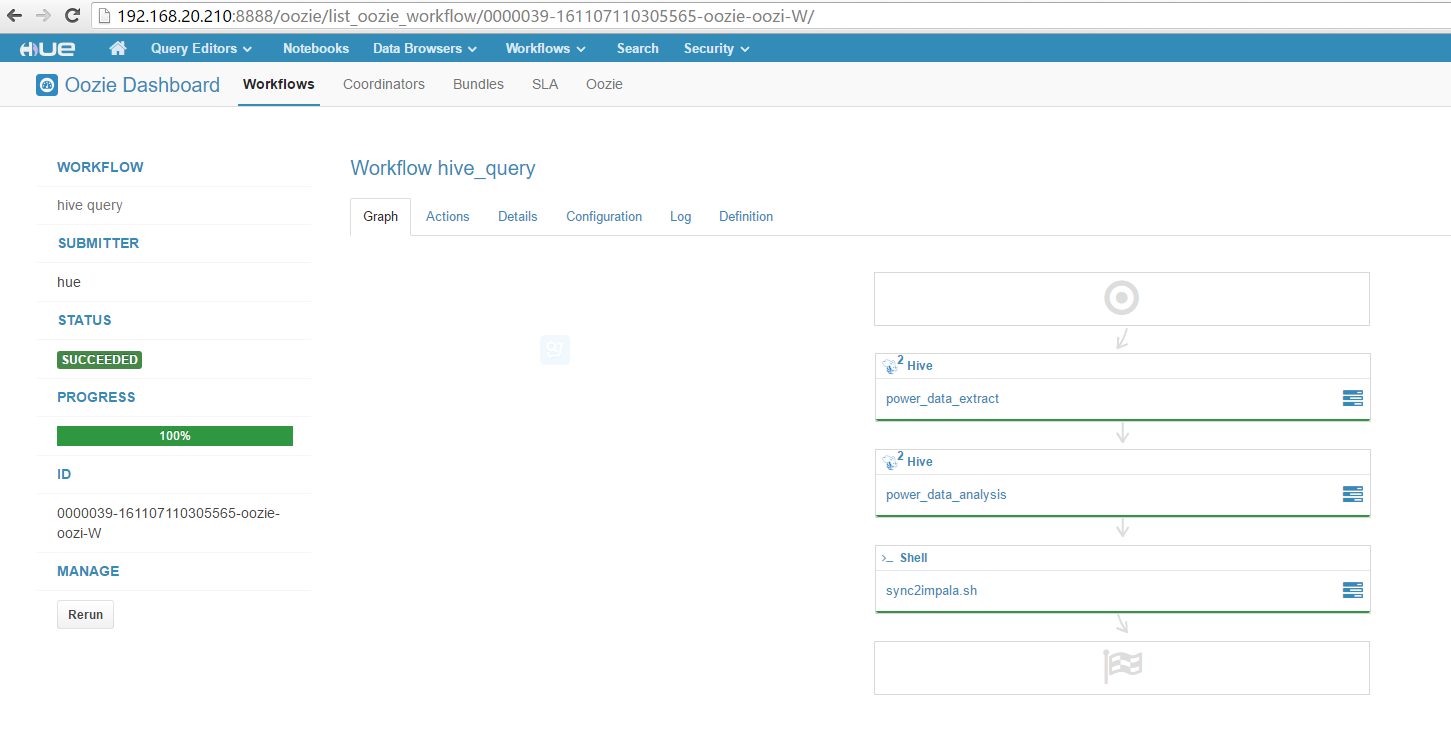 192.168.20.210:8888/oozie/list_oozie_workflow/0000039-161107110305565-oozie-oozi-W/
HUE Query Editors Notebooks Data Browsers Workflows Search Security
Oozie Dashboard Workflows Coordinators Bundles SLA Oozie
WORKFLOW
hive query
SUBMITTER
hue
STATUS
SUCCEEDED
PROGRESS
100%
ID
0000039-161107110305565-oozie-
oozi-W
MANAGE
Rerun
Workflow hive_query
Graph Actions Details Configuration Log Definition
2 Hive
power_data_extract
2 Hive
power_data_analysis
>_ Shell
sync2impala.sh